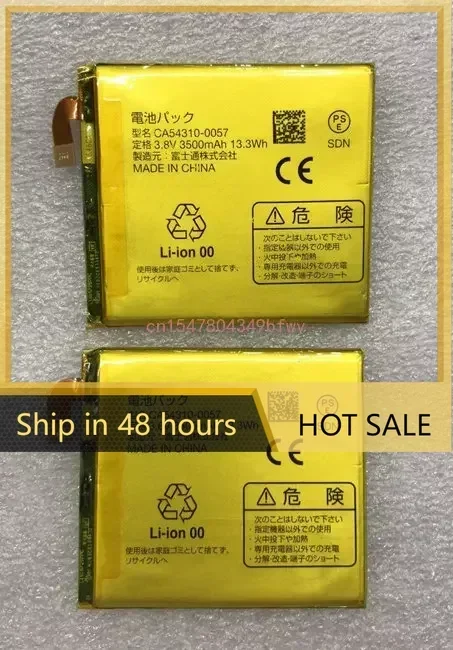 電池パック
型名 CA54310-0057
定格 3.8V 3500mAh 13.3Wh
製造元：富士通株式会社
MADE IN CHINA
PS
E
SDN
CE
Li-ion 00
使用後は家庭ゴミとして捨てず、
リサイクルへ
危 険
次のことはしないで下さい
・指定機器以外での使用
・火中投下や加熱
・専用充電器以外での充電
・分解・改造・端子のショート
cn1547804349bfwv
Ship in 48 hours
HOT SALE
電池パック
CA54310-0057
MADE IN CHINA
SDN
CE
Li-ion 00
使用後は家庭ゴミとして捨てず、
リサイクルへ
危 険
次のことはしないで下さい
・指定機器以外での使用
・火中投下や加熱
・専用充電器以外での充電
・分解・改造・端子のショート